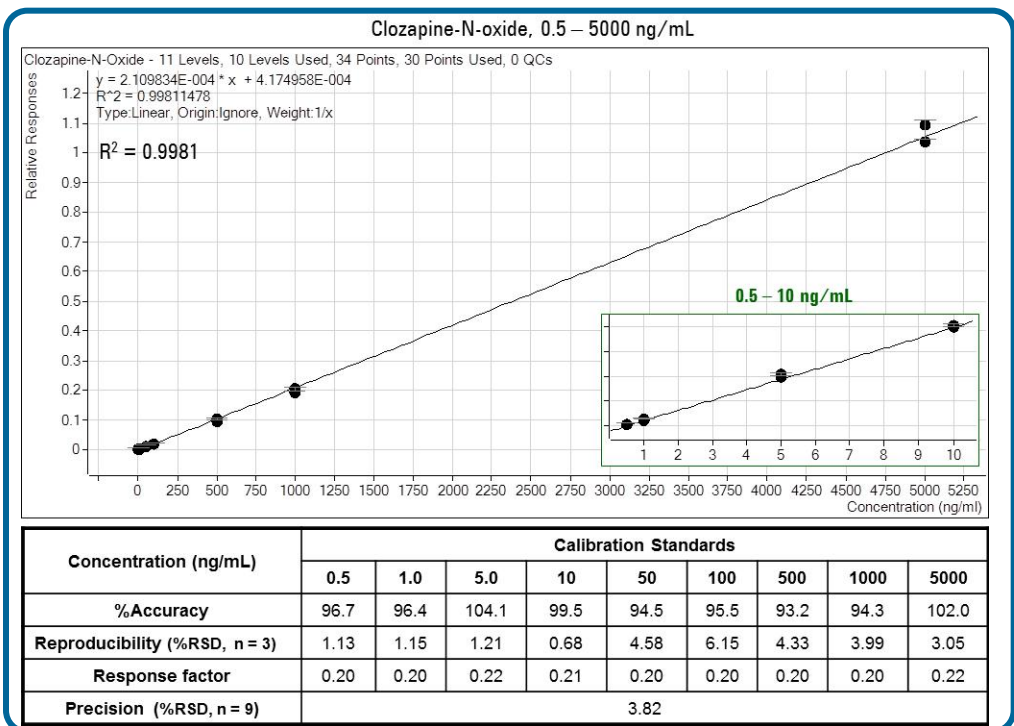 Clozapine-N-oxide, 0.5 – 5000 ng/mL
Clozapine-N-Oxide - 11 Levels, 10 Levels Used, 34 Points, 30 Points Used, 0 QCs
y = 2.109834E-004 * x + 4.174958E-004
R^2 = 0.99811478
Type:Linear, Origin:Ignore, Weight:1/x
R² = 0.9981
Relative Responses
1.2
1.1
1
0.9
0.8
0.7
0.6
0.5
0.4
0.3
0.2
0.1
0
0.5 – 10 ng/mL
1 2 3 4 5 6 7 8 9 10
0 250 500 750 1000 1250 1500 1750 2000 2250 2500 2750 3000 3250 3500 3750 4000 4250 4500 4750 5000 5250
Concentration (ng/ml)
Concentration (ng/mL) Calibration Standards
0.5 1.0 5.0 10 50 100 500 1000 5000
%Accuracy 96.7 96.4 104.1 99.5 94.5 95.5 93.2 94.3 102.0
Reproducibility (%RSD, n = 3) 1.13 1.15 1.21 0.68 4.58 6.15 4.33 3.99 3.05
Response factor 0.20 0.20 0.22 0.21 0.20 0.20 0.20 0.20 0.22
Precision (%RSD, n = 9) 3.82